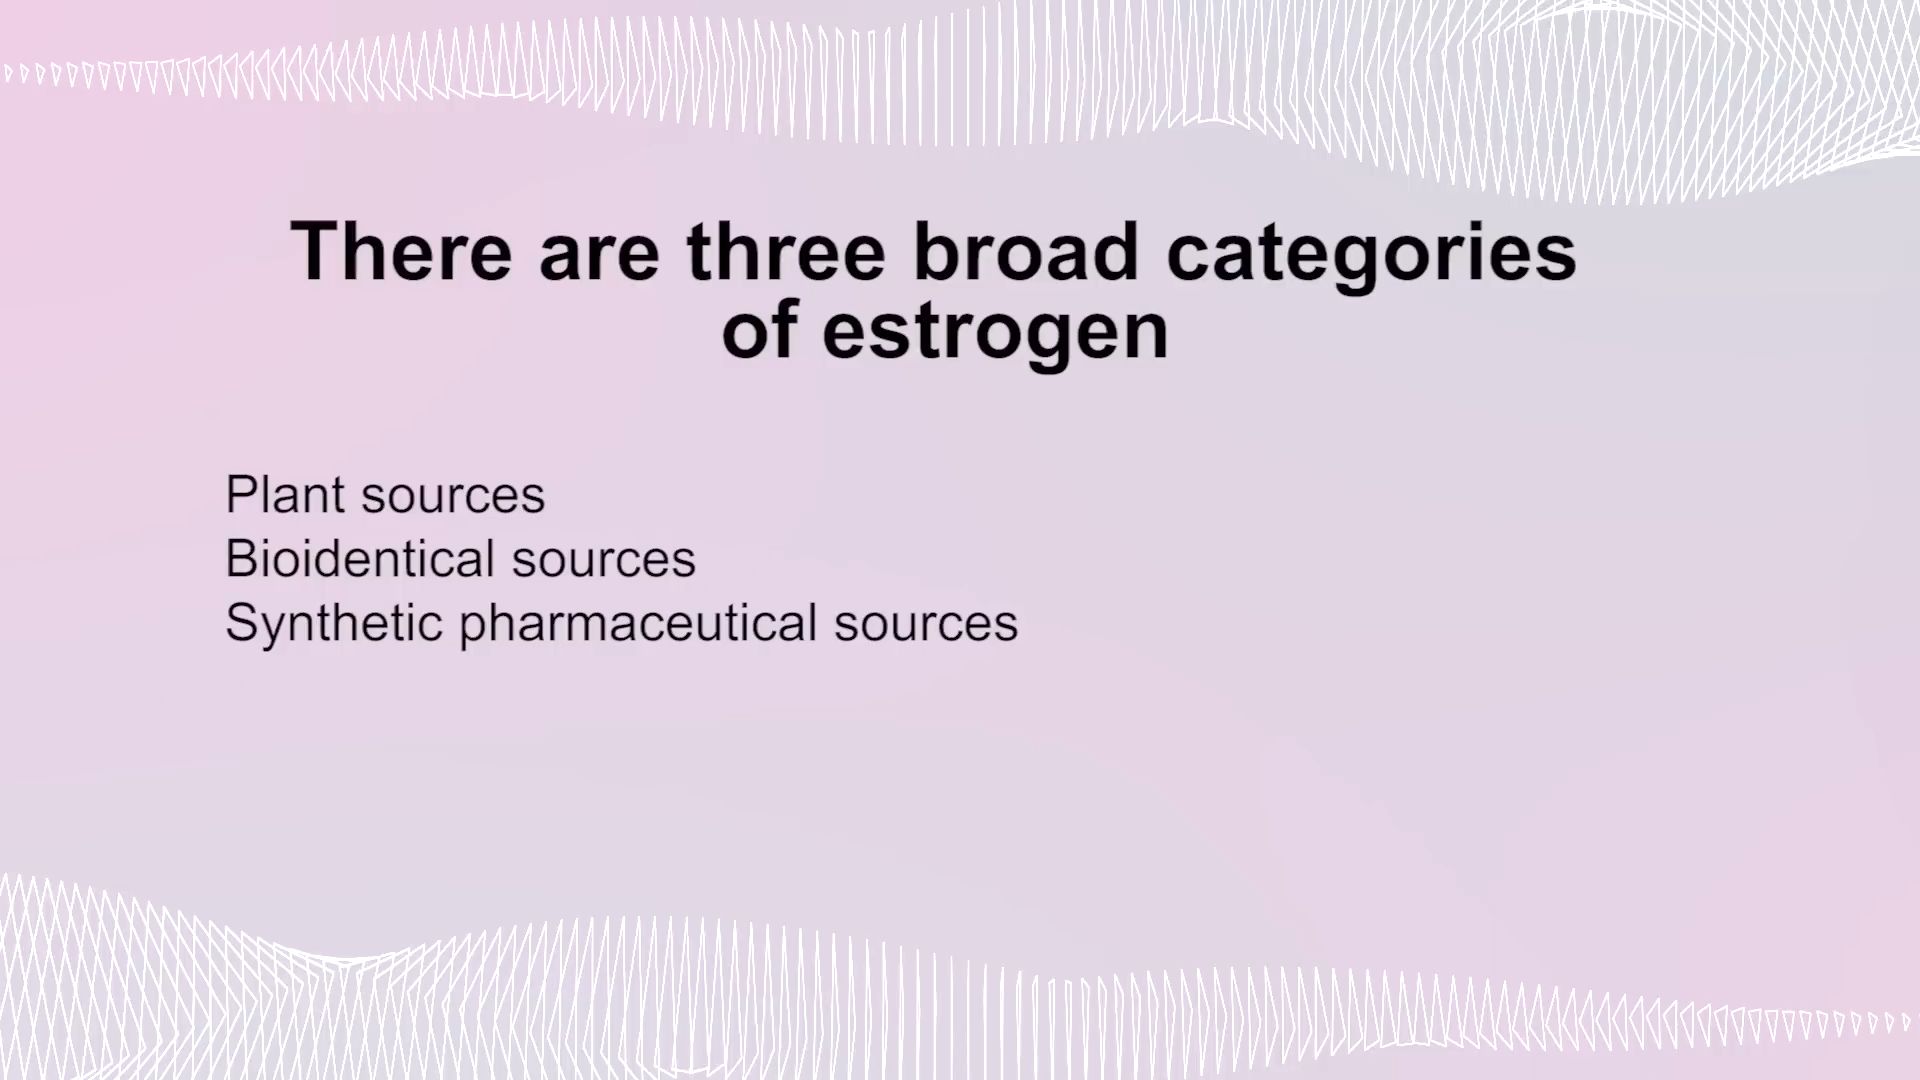 There are three broad categories
of estrogen
Plant sources
Bioidentical sources
Synthetic pharmaceutical sources